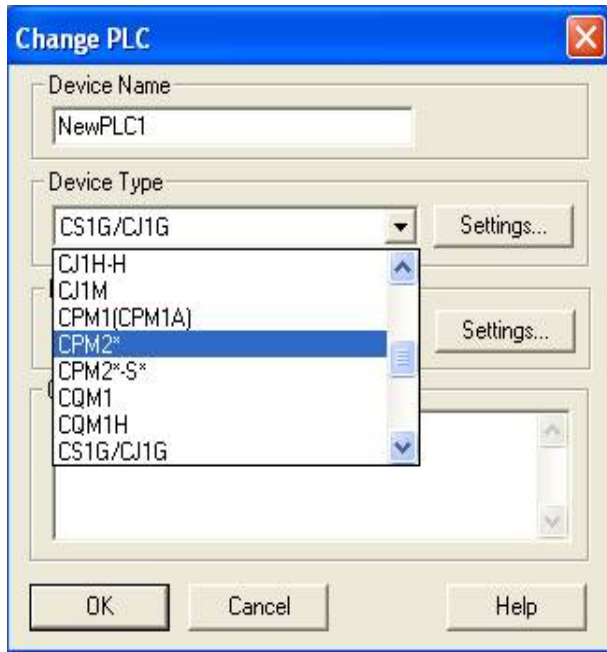 Change PLC
Device Name
NewPLC1
Device Type
CS1G/CJ1G
Settings...
CJ1H-H
CJ1M
CPM1(CPM1A)
CPM2*
CPM2*-S*
CQM1
CQM1H
CS1G/CJ1G
Settings...
OK
Cancel
Help